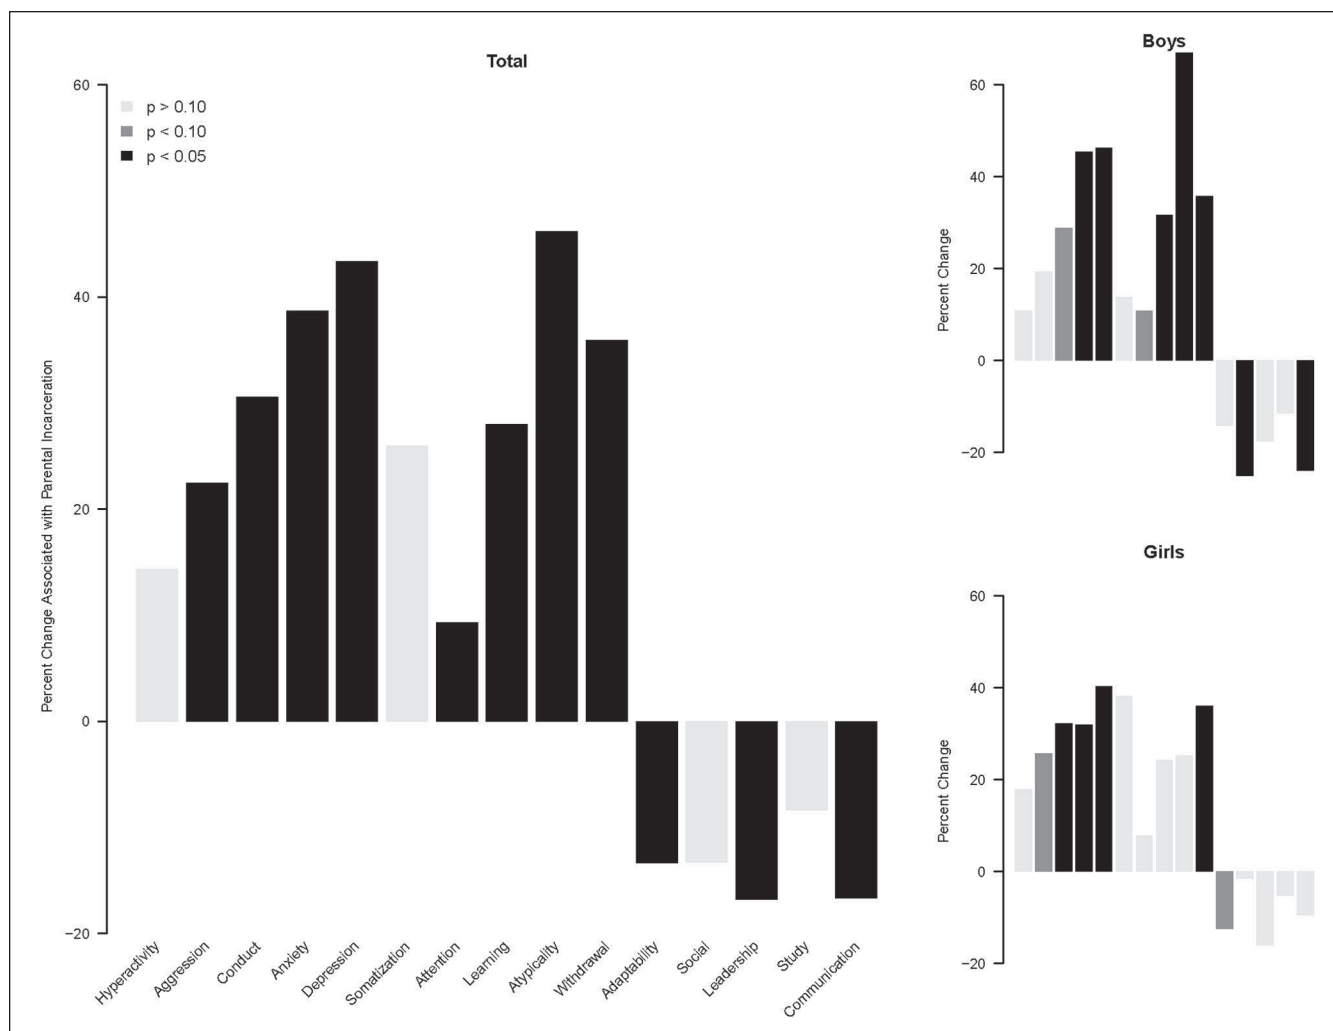 Total
60
p > 0.10
p < 0.10
p < 0.05
40
20
0
−20
Percent Change Associated with Parental Incarceration
Hyperactivity
Aggression
Conduct
Anxiety
Depression
Somatization
Attention
Learning
Atypicality
Withdrawal
Adaptability
Social
Leadership
Study
Communication
Boys
60
40
20
0
−20
Percent Change
Girls
60
40
20
0
−20
Percent Change